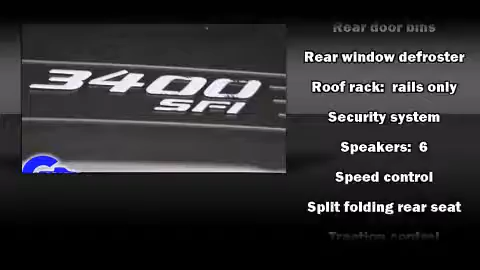 3400
SFI
Rear door bins
Rear window defroster
Roof rack:  rails only
Security system
Speakers:  6
Speed control
Split folding rear seat
Traction control